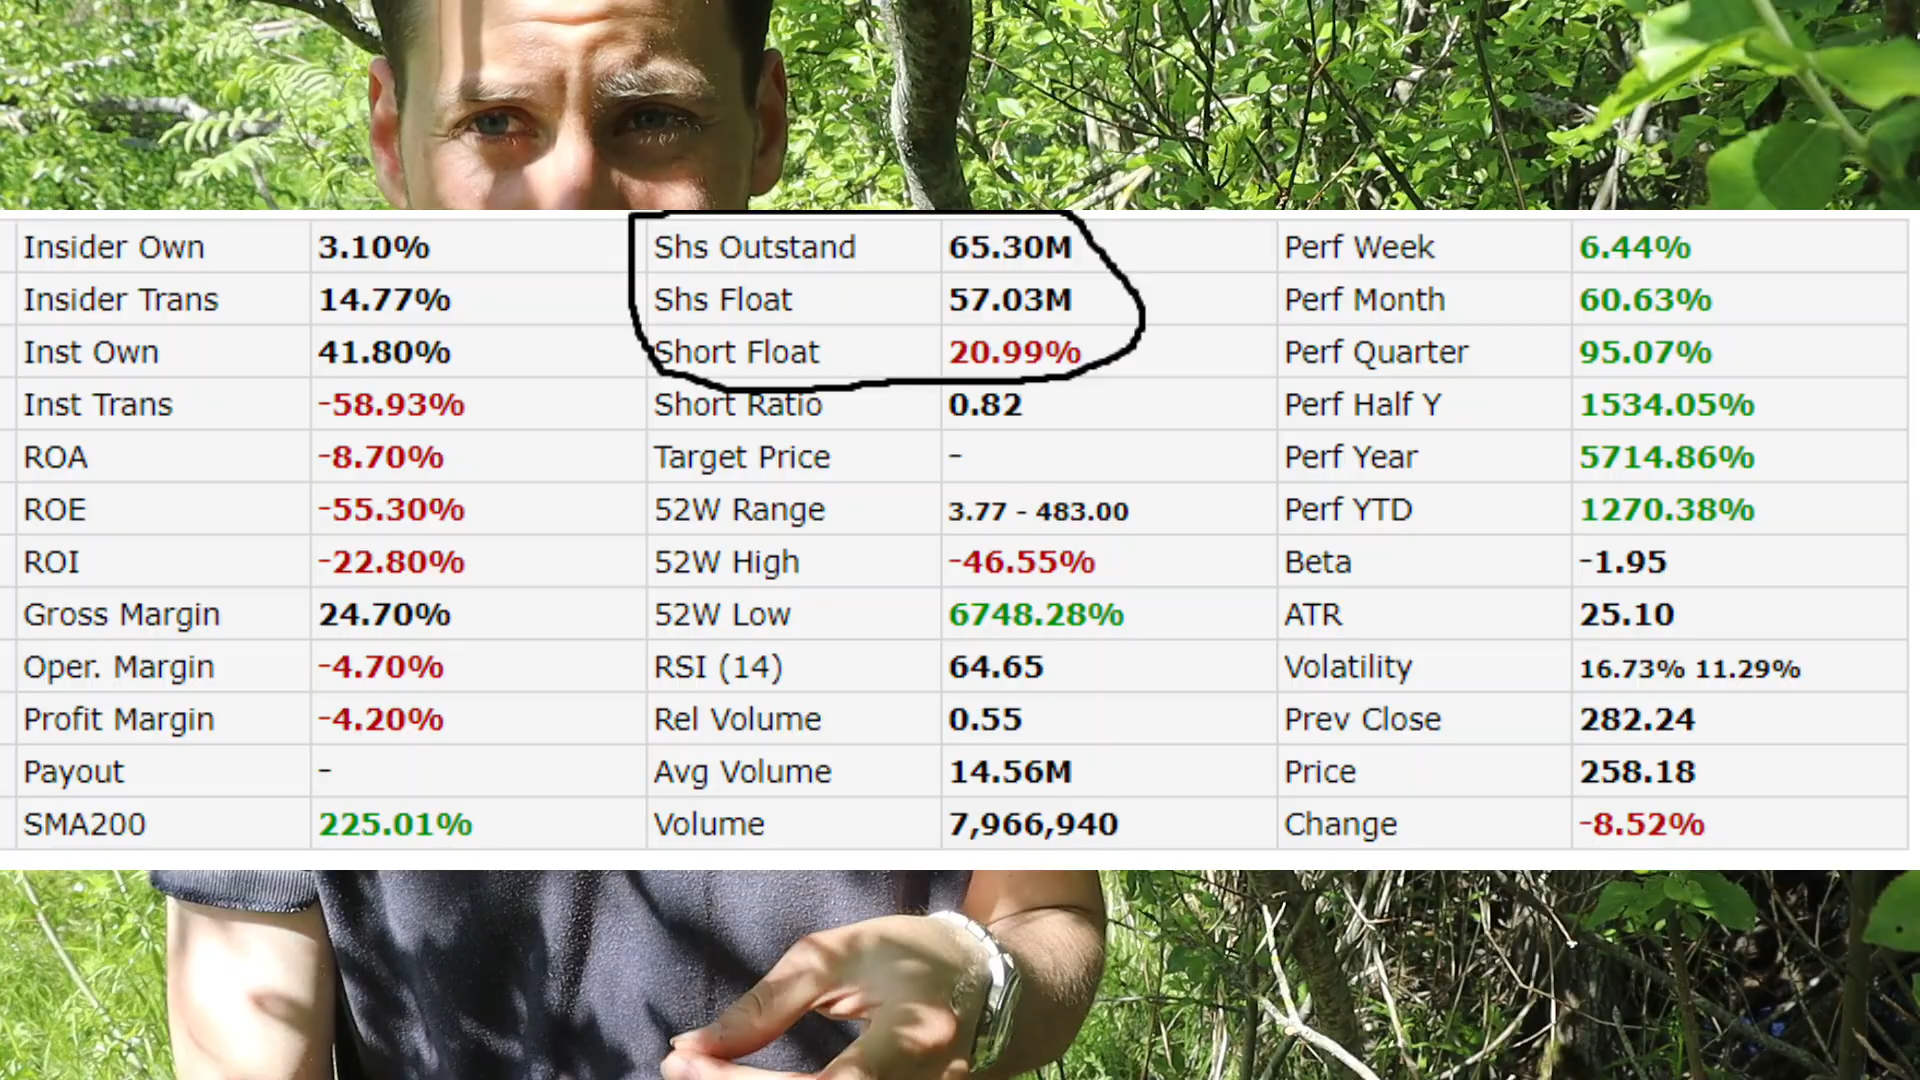 Insider Own 3.10% Shs Outstand 65.30M Perf Week 6.44%
Insider Trans 14.77% Shs Float 57.03M Perf Month 60.63%
Inst Own 41.80% Short Float 20.99% Perf Quarter 95.07%
Inst Trans -58.93% Short Ratio 0.82 Perf Half Y 1534.05%
ROA -8.70% Target Price - Perf Year 5714.86%
ROE -55.30% 52W Range 3.77 - 483.00 Perf YTD 1270.38%
ROI -22.80% 52W High -46.55% Beta -1.95
Gross Margin 24.70% 52W Low 6748.28% ATR 25.10
Oper. Margin -4.70% RSI (14) 64.65 Volatility 16.73% 11.29%
Profit Margin -4.20% Rel Volume 0.55 Prev Close 282.24
Payout - Avg Volume 14.56M Price 258.18
SMA200 225.01% Volume 7,966,940 Change -8.52%